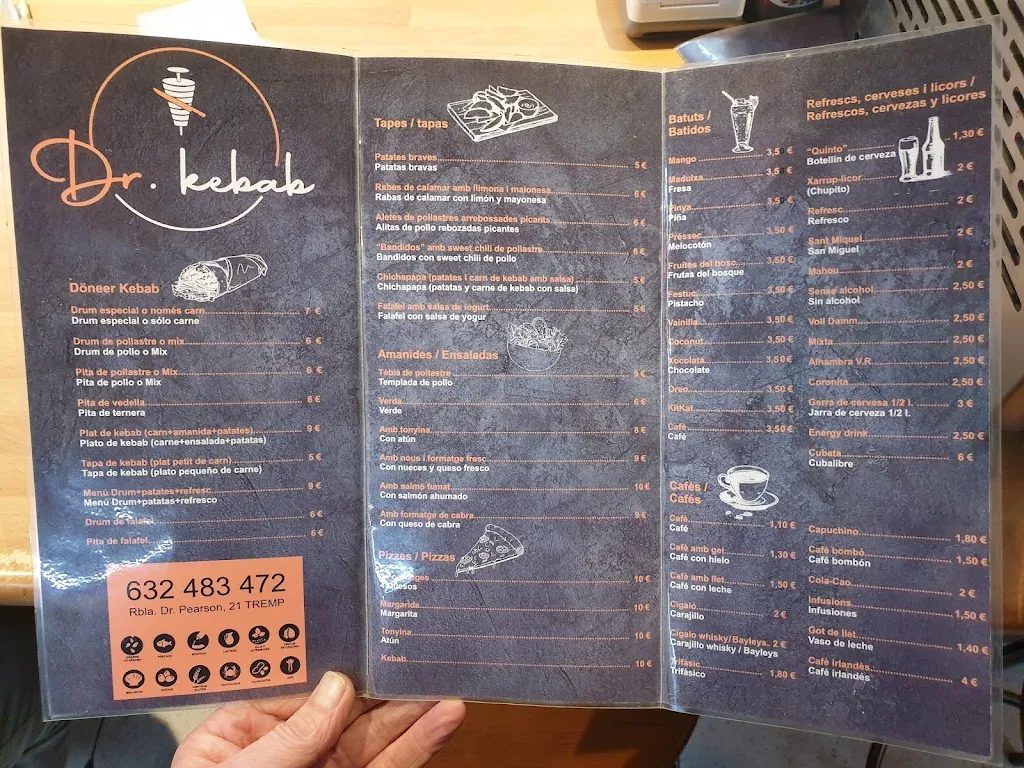 Dr. kebab
Döneer Kebab
Drum especial o només carn 7 €
Drum especial o sólo carne
Drum de pollastre o mix 6 €
Drum de pollo o Mix
Pita de pollastre o Mix 6 €
Pita de pollo o Mix
Pita de vedella 8 €
Pita de ternera
Plat de kebab (carn+amanida+patates) 9 €
Plato de kebab (carne+ensalada+patatas)
Tapa de kebab (plat petit de carn) 5 €
Tapa de kebab (plato pequeño de carne)
Menú Drum+patates+refresc 9 €
Menú Drum+patatas+refresco
Drum de falafel 6 €
Pita de falafel 6 €
632 483 472
Rbla. Dr. Pearson, 21 TREMP
Tapes / tapas
Patates braves 5 €
Patatas bravas
Rabes de calamar amb llimona i maionesa 6 €
Rabas de calamar con limón y mayonesa
Aletes de pollastres arrebossades picants 6 €
Alitas de pollo rebozadas picantes
"Bandidos" amb sweet chili de pollastre 6 €
Bandidos con sweet chili de pollo
Chichapapa (patates i carn de kebab amb salsa) 5 €
Chichapapa (patatas y carne de kebab con salsa)
Falafel amb salsa de iogurt 5 €
Falafel con salsa de yogur
Amanides / Ensaladas
Tèbia de pollastre 9 €
Templada de pollo
Verda 6 €
Verde
Amb tonyina 8 €
Con atún
Amb nous i formatge fresc 9 €
Con nueces y queso fresco
Amb salmó fumat 10 €
Con salmón ahumado
Amb formatge de cabra 9 €
Con queso de cabra
Pizzes / Pizzas
10 €
Margarida 10 €
Margarita
Tonyina 10 €
Atún
Kebab 10 €
Batuts /
Batidos
Mango 3,5 €
Maduixa 3,5 €
Fresa
Pinya 3,5 €
Piña
Préssec 3,50 €
Melocotón
Fruites del bosc 3,50 €
Frutas del bosque
Festuc 3,50 €
Pistacho
Vainilla 3,50 €
Coconut 3,50 €
Xocolata 3,50 €
Chocolate
Oreo 3,50 €
KitKat 3,50 €
Cafè 3,50 €
Café
Cafès /
Cafés
Cafè 1,10 €
Café
Cafè amb gel 1,30 €
Café con hielo
Cafè amb llet 1,50 €
Café con leche
Cigaló 2 €
Carajillo
Cigalo whisky/Bayleys 2 €
Carajillo whisky / Bayleys
Trifàsic 1,80 €
Trifásico
Refrescs, cerveses i licors /
Refrescos, cervezas y licores
"Quinto" 1,30 €
Botellín de cerveza
Xarrup-licor 2 €
(Chupito)
Refresc 2 €
Refresco
Sant Miquel 2 €
San Miguel
Mahou 2 €
Sense alcohol 2,50 €
Sin alcohol
Voll Damm 2,50 €
Mixta 2,50 €
Alhambra V.R. 2,50 €
Coronita 2,50 €
Gerra de cervasa 1/2 l. 3 €
Jarra de cerveza 1/2 l.
Energy drink 2,50 €
Cubata 6 €
Cubalibre
Capuchino 1,80 €
Cafè bombó 1,50 €
Café bombón
Cola-Cao 2 €
Infusions 1,50 €
Infusiones
Got de llet 1,40 €
Vaso de leche
Cafè irlandès 4 €
Café irlandés